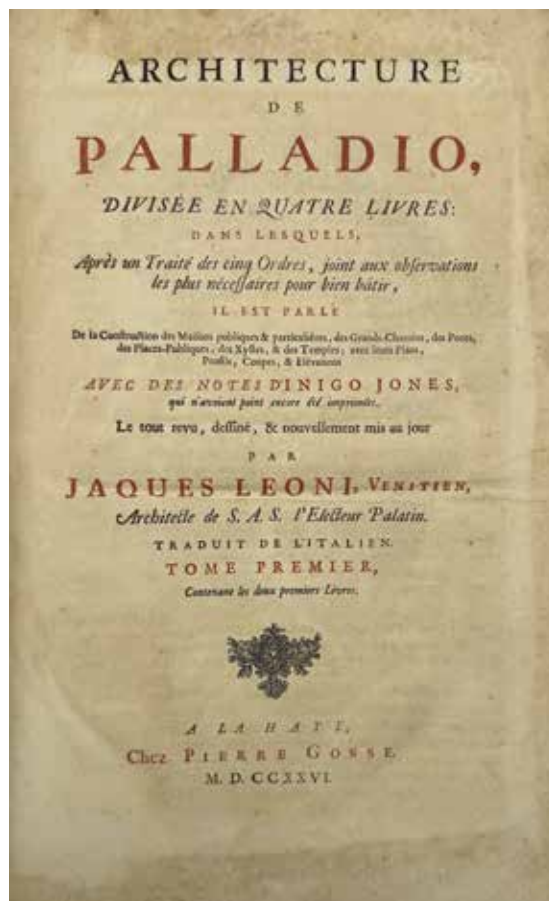 ARCHITECTURE
DE
PALLADIO,
DIVISÉE EN QUATRE LIVRES:
DANS LESQUELS,
Après un Traité des cinq Ordres, joint aux observations
les plus nécessaires pour bien bâtir,
IL EST PARLÉ
De la Construction des Maisons publiques & particulières, des Grands-Chemins, des Ponts,
des Places-Publiques, des Xystes, & des Temples; avec leurs Plans,
Profils, Coupes, & Elévations
AVEC DES NOTES D'INIGO JONES,
qui n'avoient point encore été imprimées.
Le tout revu, dessiné, & nouvellement mis au jour
PAR
JAQUES LEONI, VENITIEN,
Architecte de S. A. S. l'Electeur Palatin.
TRADUIT DE L'ITALIEN.
TOME PREMIER,
Contenant les deux premiers Livres.
A LA HAYE,
Chez PIERRE GOSSE.
M. D. CCXXVI.